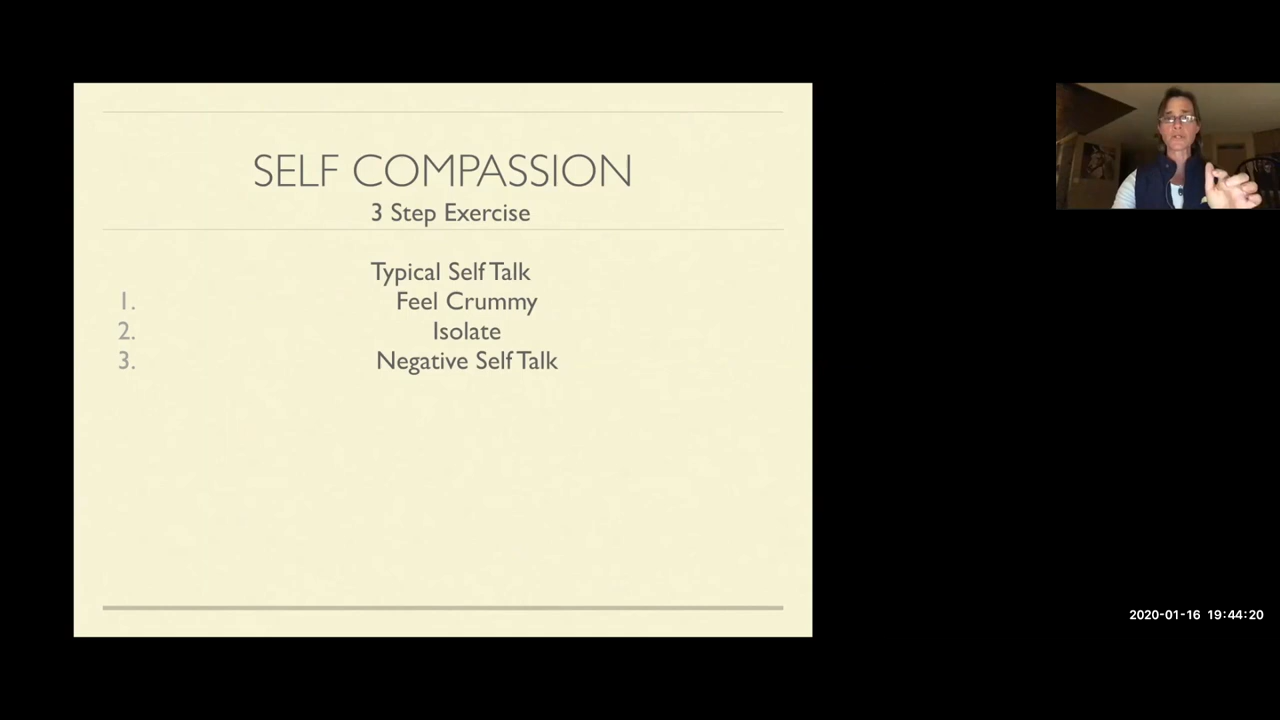 SELF COMPASSION
3 Step Exercise
Typical Self Talk
1. Feel Crummy
2. Isolate
3. Negative Self Talk
2020-01-16 19:44:20